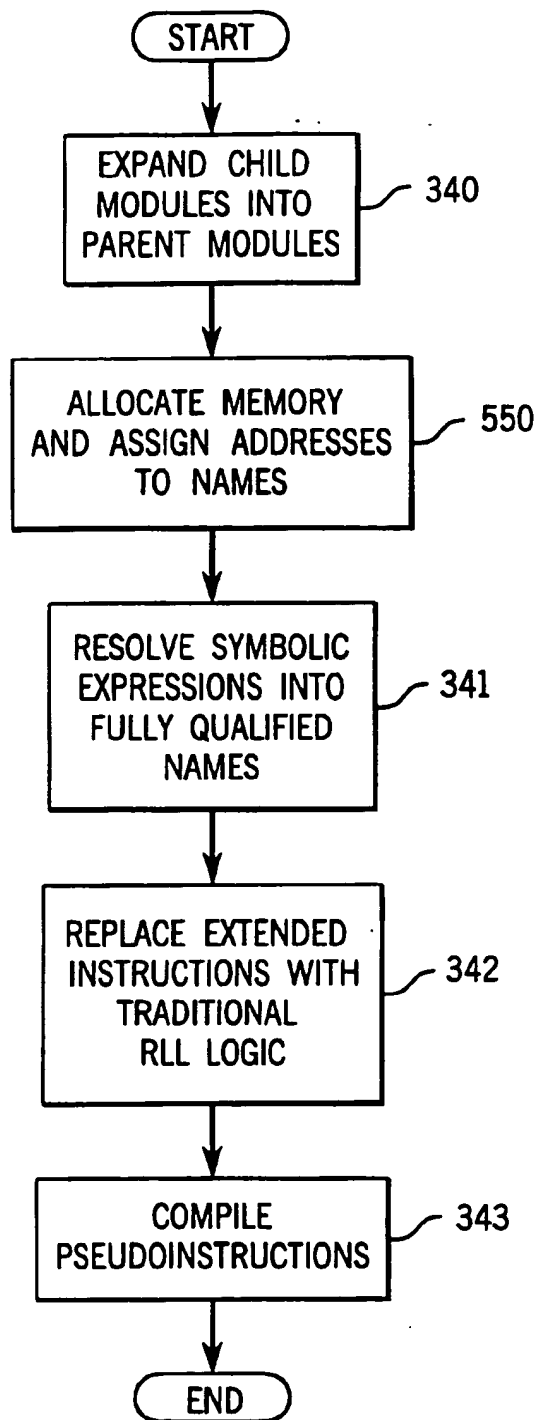 START
EXPAND CHILD
MODULES INTO
PARENT MODULES
340
ALLOCATE MEMORY
AND ASSIGN ADDRESSES
TO NAMES
550
RESOLVE SYMBOLIC
EXPRESSIONS INTO
FULLY QUALIFIED
NAMES
341
REPLACE EXTENDED
INSTRUCTIONS WITH
TRADITIONAL
RLL LOGIC
342
COMPILE
PSEUDOINSTRUCTIONS
343
END